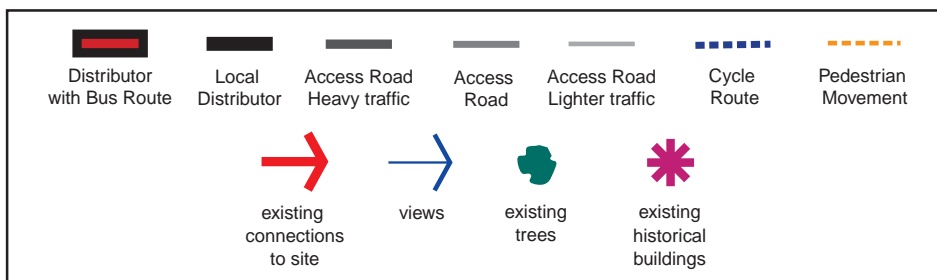 Distributor
with Bus Route
Local
Distributor
Access Road
Heavy traffic
Access
Road
Access Road
Lighter traffic
Cycle
Route
Pedestrian
Movement
existing
connections
to site
views
existing
trees
existing
historical
buildings